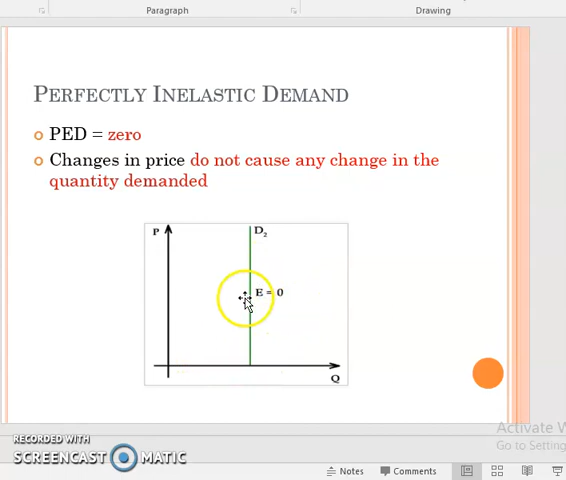 Paragraph
Drawing
PERFECTLY INELASTIC DEMAND
PED = zero
Changes in price do not cause any change in the
quantity demanded
P
D2
E = 0
Q
Activate W
Go to Setting
RECORDED WITH
SCREENCAST MATIC
Notes
Comments